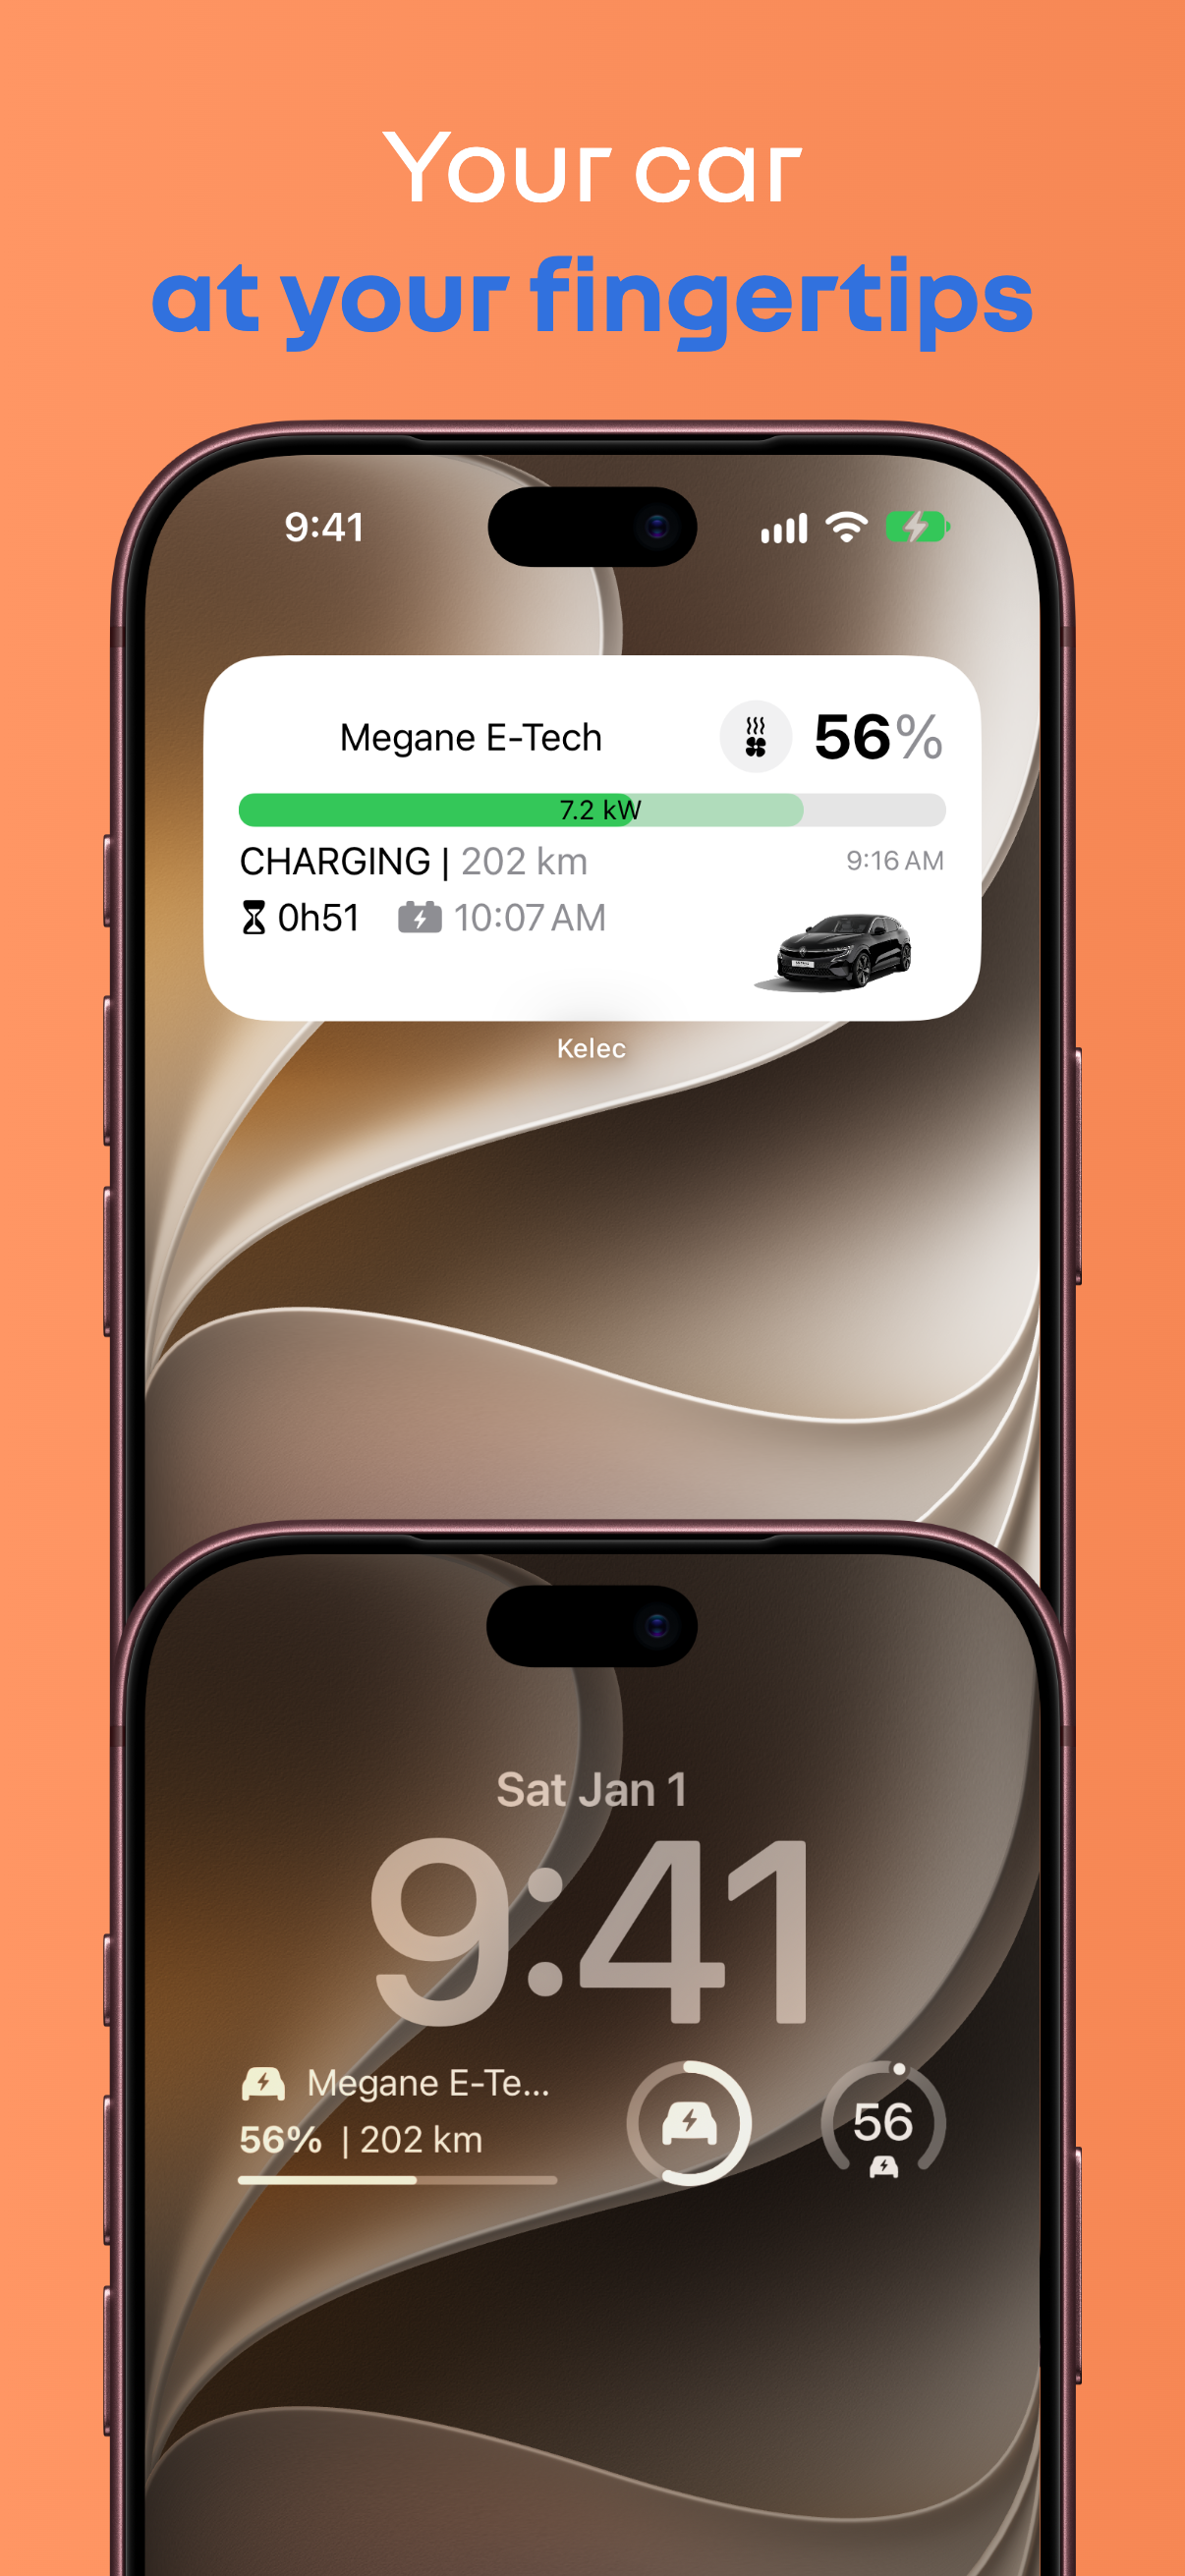 Your car
at your fingertips
9:41
Megane E-Tech 56%
7.2 kW
CHARGING | 202 km 9:16 AM
0h51 10:07 AM
Kelec
Sat Jan 1
9:41
Megane E-Te...
56% | 202 km
56